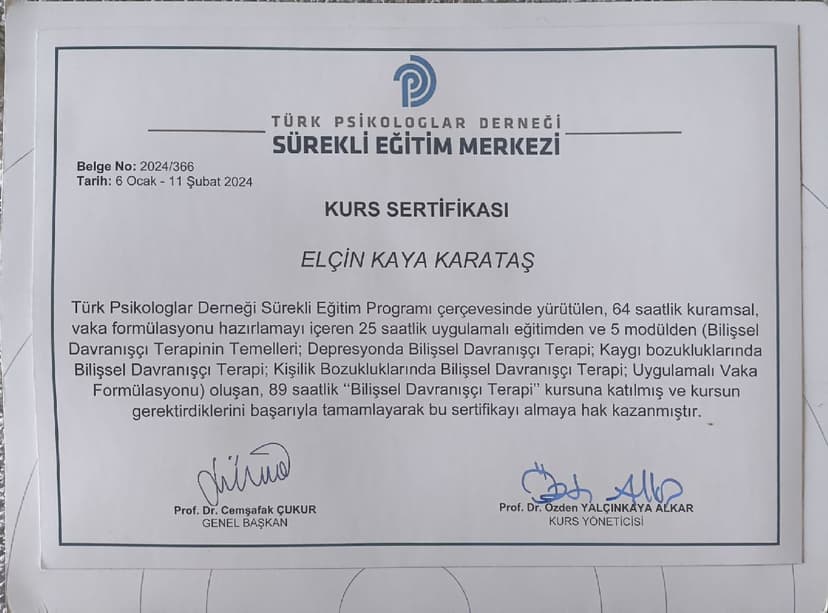 TÜRK PSİKOLOGLAR DERNEĞİ
SÜREKLİ EĞİTİM MERKEZİ
Belge No: 2024/366
Tarih: 6 Ocak - 11 Şubat 2024
KURS SERTİFİKASI
ELÇİN KAYA KARATAŞ
Türk Psikologlar Derneği Sürekli Eğitim Programı çerçevesinde yürütülen, 64 saatlik kuramsal,
vaka formülasyonu hazırlamayı içeren 25 saatlik uygulamalı eğitimden ve 5 modülden (Bilişsel
Davranışçı Terapinin Temelleri; Depresyonda Bilişsel Davranışçı Terapi; Kaygı bozukluklarında
Bilişsel Davranışçı Terapi; Kişilik Bozukluklarında Bilişsel Davranışçı Terapi; Uygulamalı Vaka
Formülasyonu) oluşan, 89 saatlik “Bilişsel Davranışçı Terapi” kursuna katılmış ve kursun
gerektirdiklerini başarıyla tamamlayarak bu sertifikayı almaya hak kazanmıştır.
Prof. Dr. Cemşafak ÇUKUR
GENEL BAŞKAN
Prof. Dr. Özden YALÇINKAYA ALKAR
KURS YÖNETİCİSİ